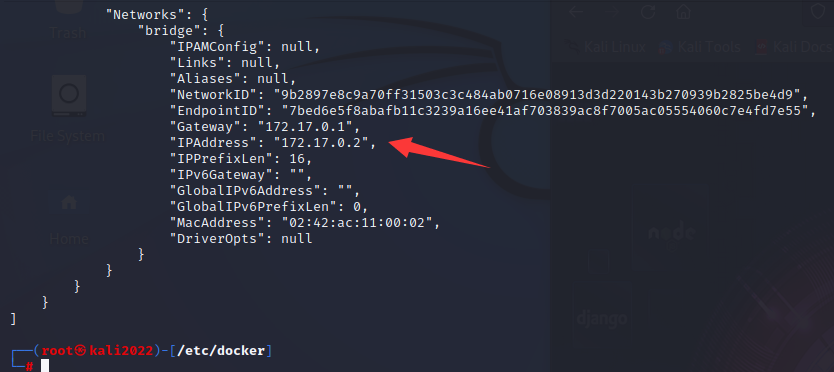 "Networks": {
"bridge": {
"IPAMConfig": null,
"Links": null,
"Aliases": null,
"NetworkID": "9b2897e8c9a70ff31503c3c484ab0716e08913d3d220143b270939b2825be4d9",
"EndpointID": "7bed6e5f8abafb11c3239a16ee41af703839ac8f7005ac05554060c7e4fd7e55",
"Gateway": "172.17.0.1",
"IPAddress": "172.17.0.2",
"IPPrefixLen": 16,
"IPv6Gateway": "",
"GlobalIPv6Address": "",
"GlobalIPv6PrefixLen": 0,
"MacAddress": "02:42:ac:11:00:02",
"DriverOpts": null
}
}
}
}
]
┌──(root㉿kali2022)-[/etc/docker]
└─#
Trash
File System
Home
Kali Linux
Kali Tools
Kali Docs
node
django